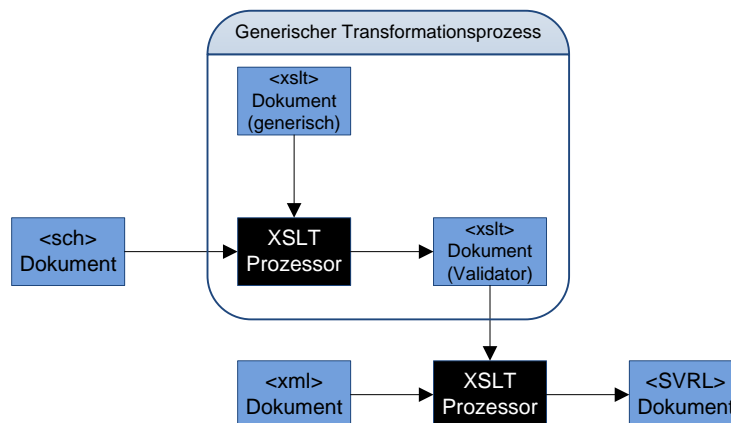 Generischer Transformationsprozess
<xslt>
Dokument
(generisch)
<sch>
Dokument
XSLT
Prozessor
<xslt>
Dokument
(Validator)
<xml>
Dokument
XSLT
Prozessor
<SVRL>
Dokument